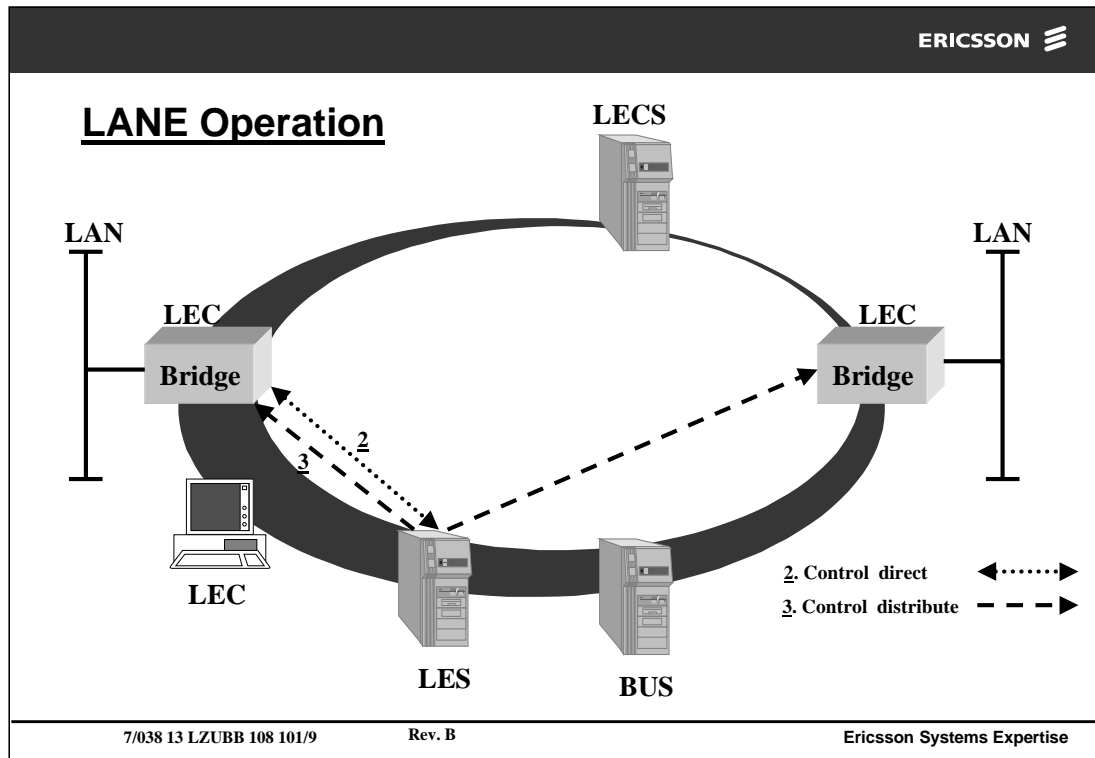 ERICSSON
LANE Operation
LECS
LAN
LAN
LEC
LEC
Bridge
Bridge
2
3
LEC
2. Control direct
3. Control distribute
LES
BUS
7/038 13 LZUBB 108 101/9 Rev. B Ericsson Systems Expertise